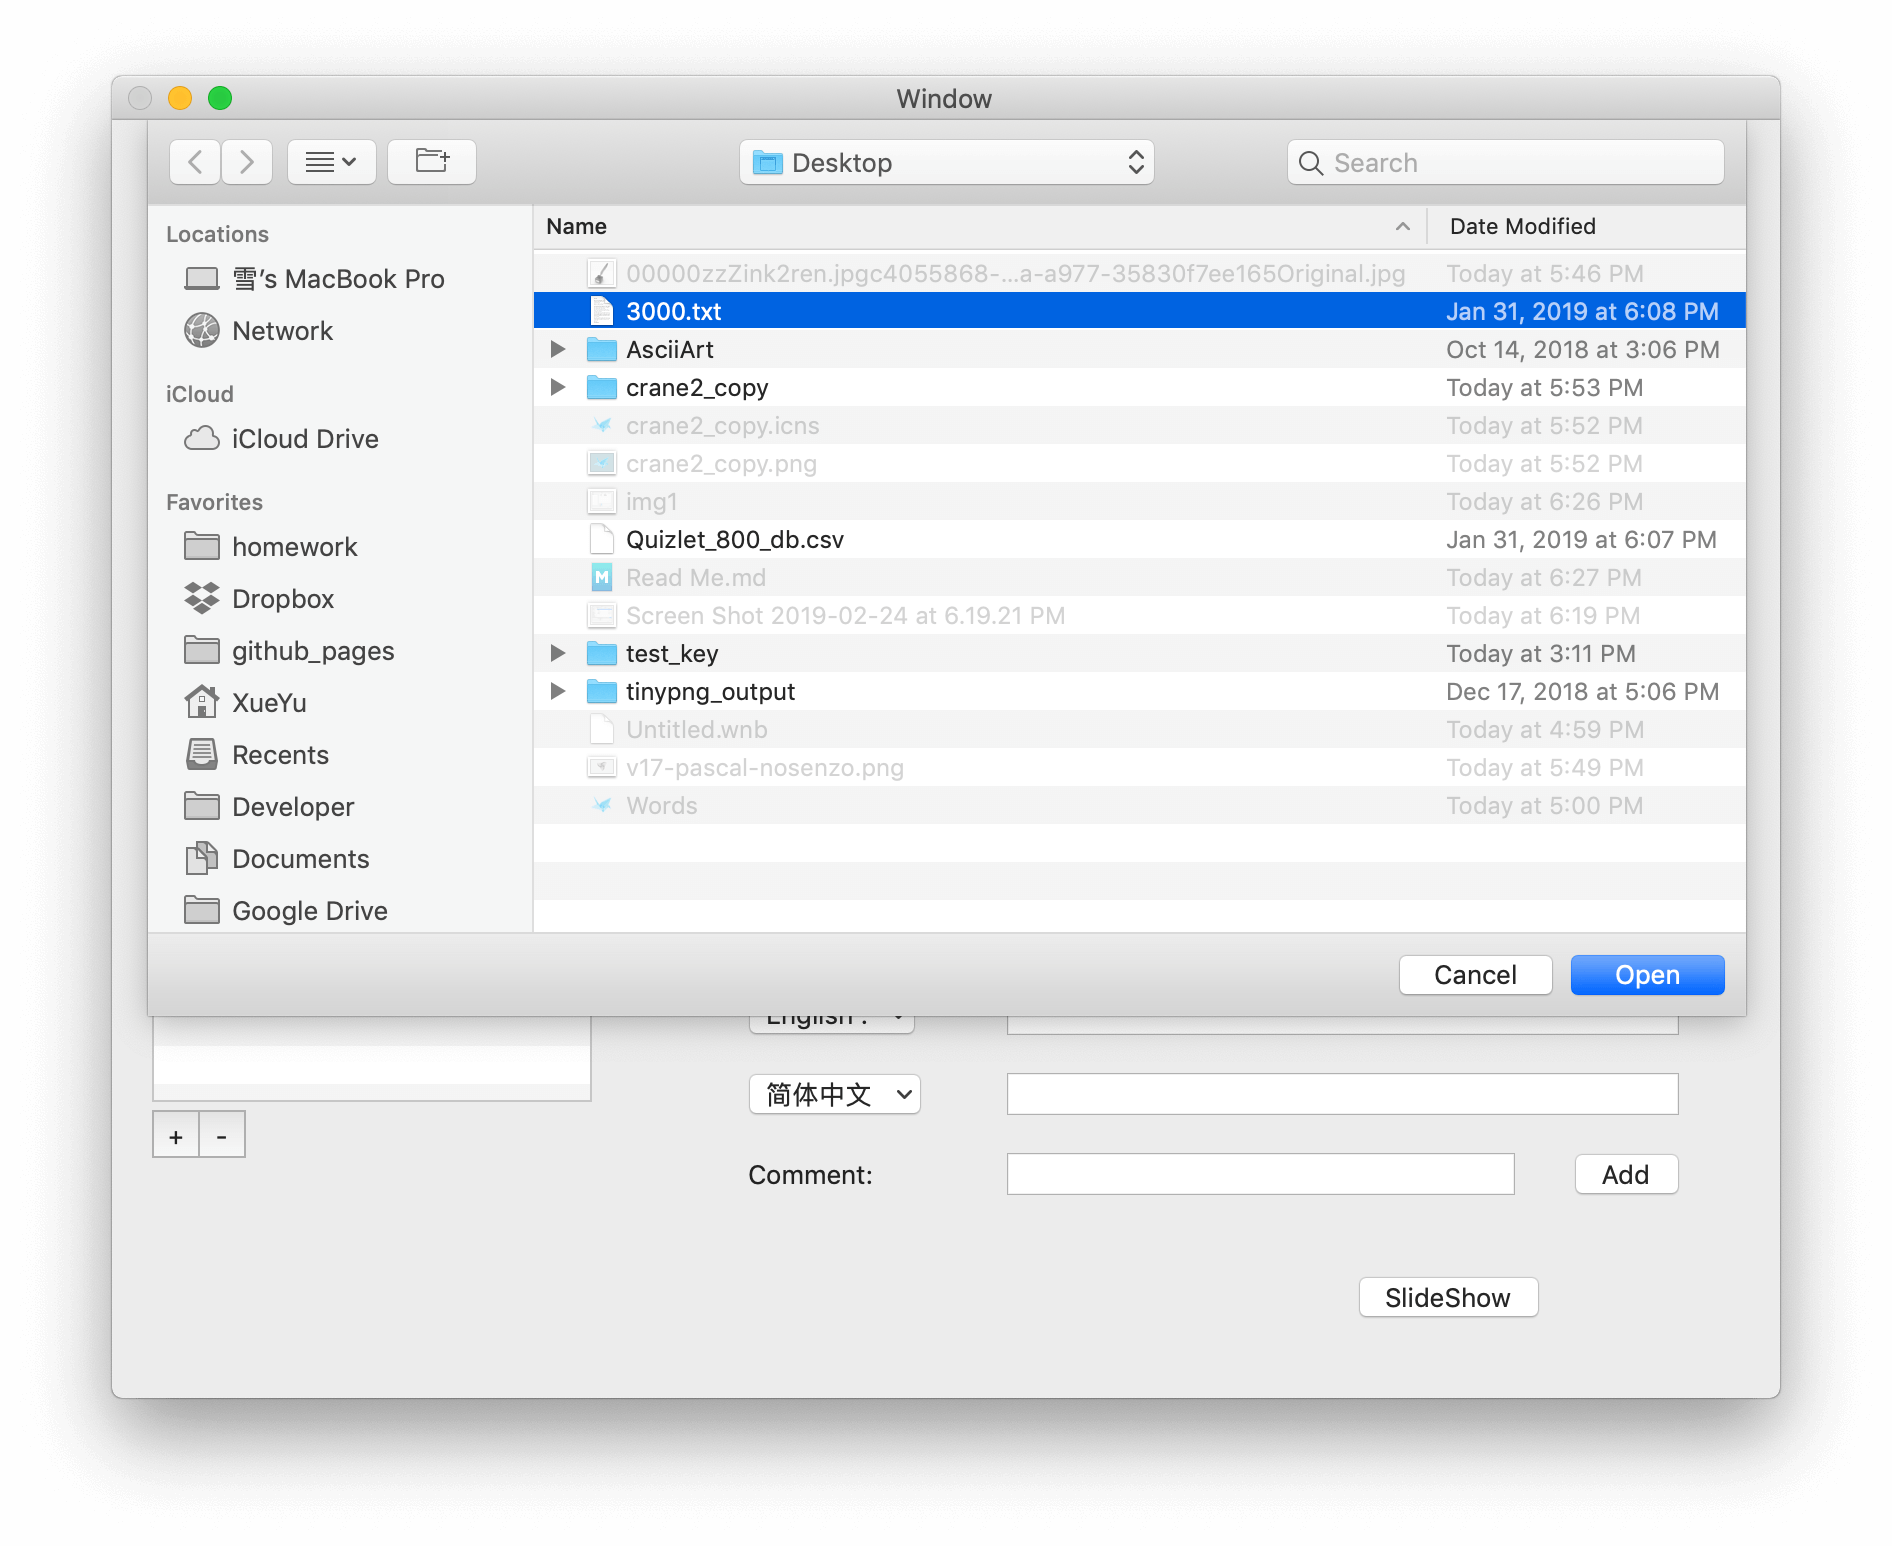 Window
Desktop
Search
Locations
雪's MacBook Pro
Network
iCloud
iCloud Drive
Favorites
homework
Dropbox
github_pages
XueYu
Recents
Developer
Documents
Google Drive
Name Date Modified
00000zzZink2ren.jpgc4055868-...a-a977-35830f7ee165Original.jpg Today at 5:46 PM
3000.txt Jan 31, 2019 at 6:08 PM
AsciiArt Oct 14, 2018 at 3:06 PM
crane2_copy Today at 5:53 PM
crane2_copy.icns Today at 5:52 PM
crane2_copy.png Today at 5:52 PM
img1 Today at 6:26 PM
Quizlet_800_db.csv Jan 31, 2019 at 6:07 PM
M Read Me.md Today at 6:27 PM
Screen Shot 2019-02-24 at 6.19.21 PM Today at 6:19 PM
test_key Today at 3:11 PM
tinypng_output Dec 17, 2018 at 5:06 PM
Untitled.wnb Today at 4:59 PM
v17-pascal-nosenzo.png Today at 5:49 PM
Words Today at 5:00 PM
Cancel Open
English :
简体中文
+ -
Comment: Add
SlideShow